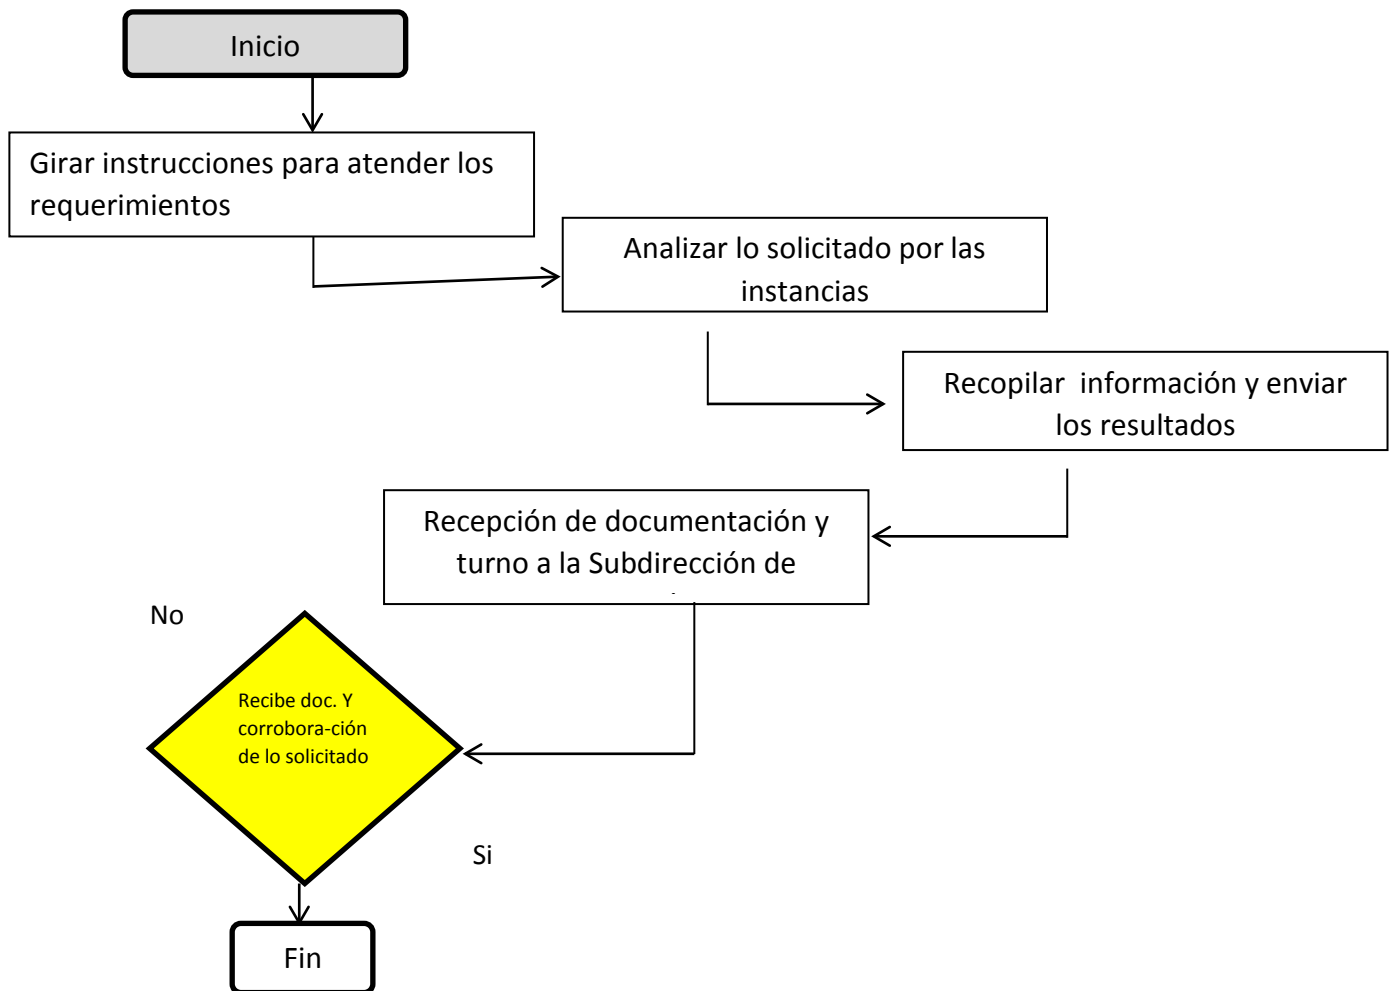 Inicio
Girar instrucciones para atender los
requerimientos
Analizar lo solicitado por las
instancias
Recopilar información y enviar
los resultados
Recepción de documentación y
turno a la Subdirección de
No
Recibe doc. Y
corrobora-ción
de lo solicitado
Si
Fin